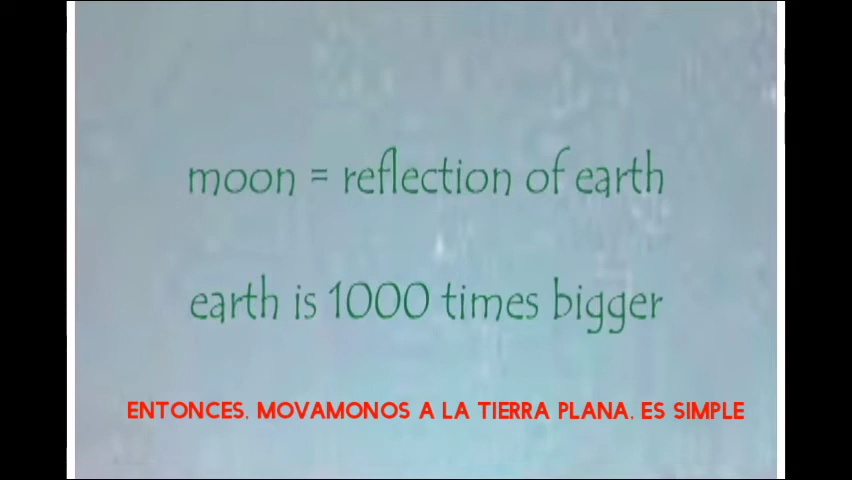 moon = reflection of earth
earth is 1000 times bigger
ENTONCES, MOVAMONOS A LA TIERRA PLANA, ES SIMPLE